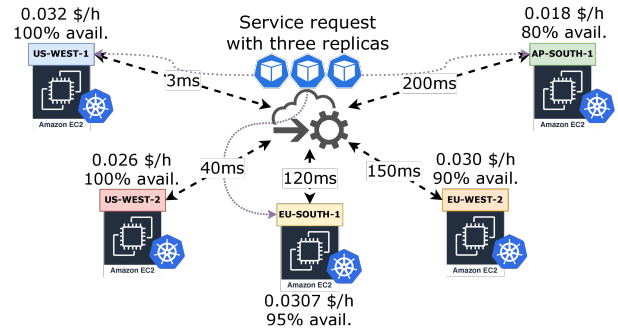 0.032 $/h
100% avail.
US-WEST-1
Amazon EC2
Service request
with three replicas
0.018 $/h
80% avail.
AP-SOUTH-1
Amazon EC2
3ms
200ms
40ms
120ms
150ms
0.026 $/h
100% avail.
US-WEST-2
Amazon EC2
EU-SOUTH-1
Amazon EC2
0.0307 $/h
95% avail.
0.030 $/h
90% avail.
EU-WEST-2
Amazon EC2